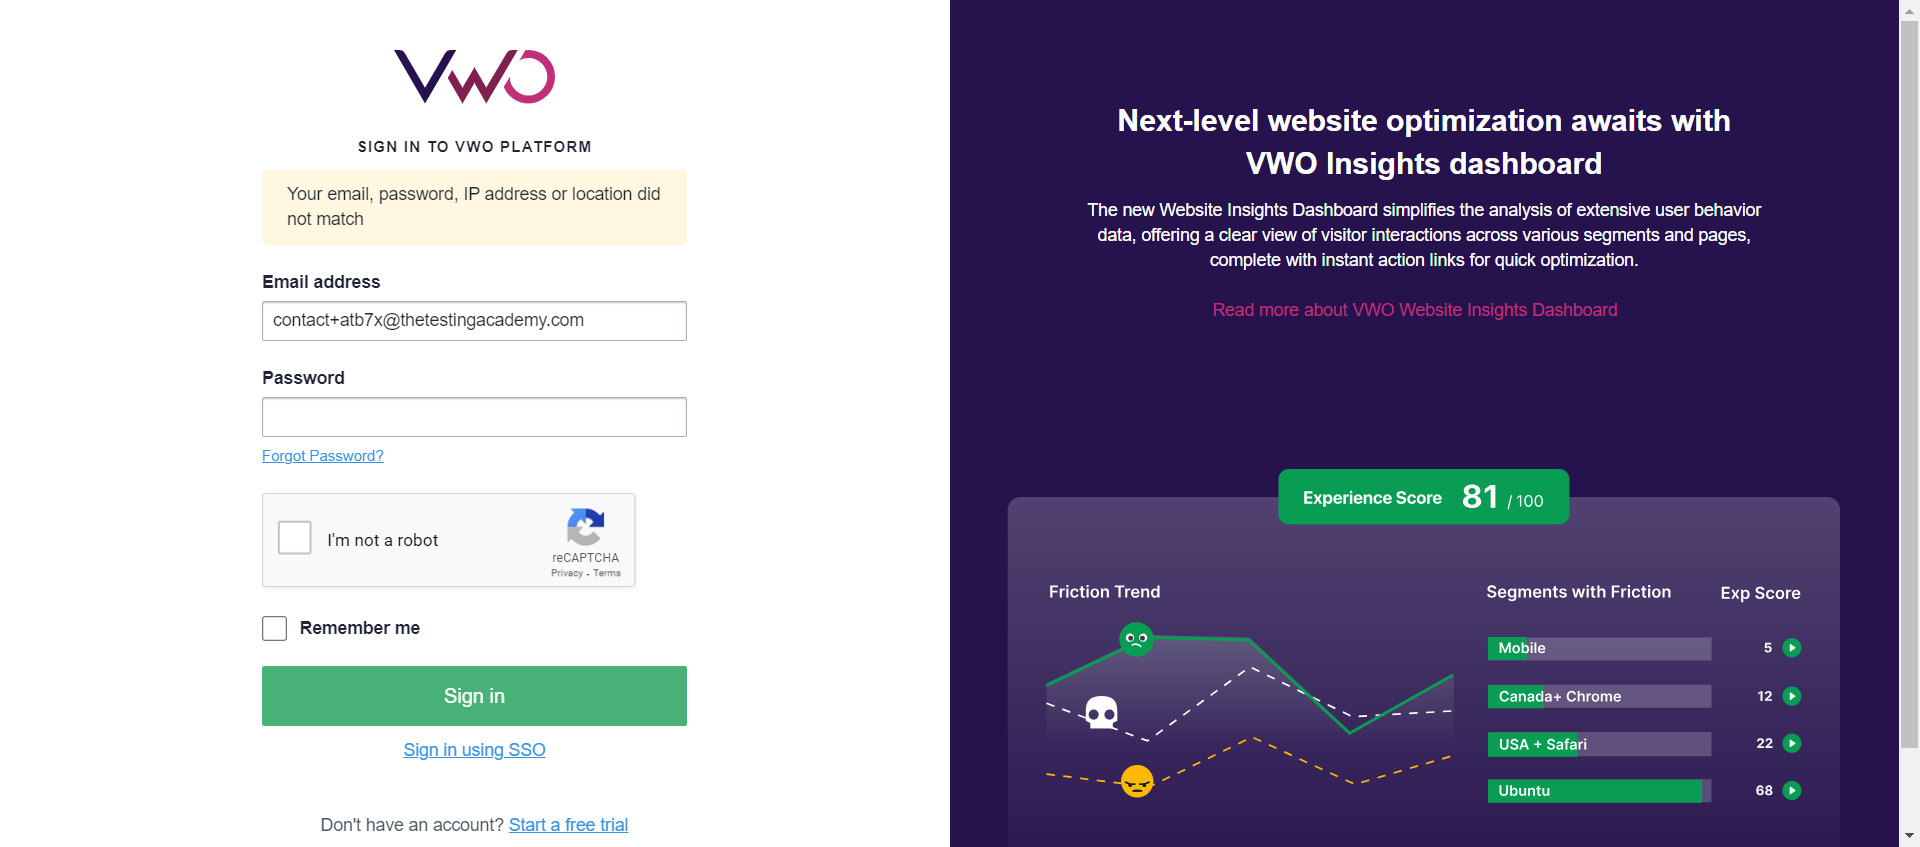 VWO
SIGN IN TO VWO PLATFORM
Your email, password, IP address or location did
not match
Email address
contact+atb7x@thetestingacademy.com
Password
Forgot Password?
I'm not a robot
reCAPTCHA
Privacy - Terms
Remember me
Sign in
Sign in using SSO
Don't have an account? Start a free trial
Next-level website optimization awaits with
VWO Insights dashboard
The new Website Insights Dashboard simplifies the analysis of extensive user behavior
data, offering a clear view of visitor interactions across various segments and pages,
complete with instant action links for quick optimization.
Read more about VWO Website Insights Dashboard
Experience Score 81 / 100
Friction Trend
Segments with Friction Exp Score
Mobile 5
Canada+ Chrome 12
USA + Safari 22
Ubuntu 68